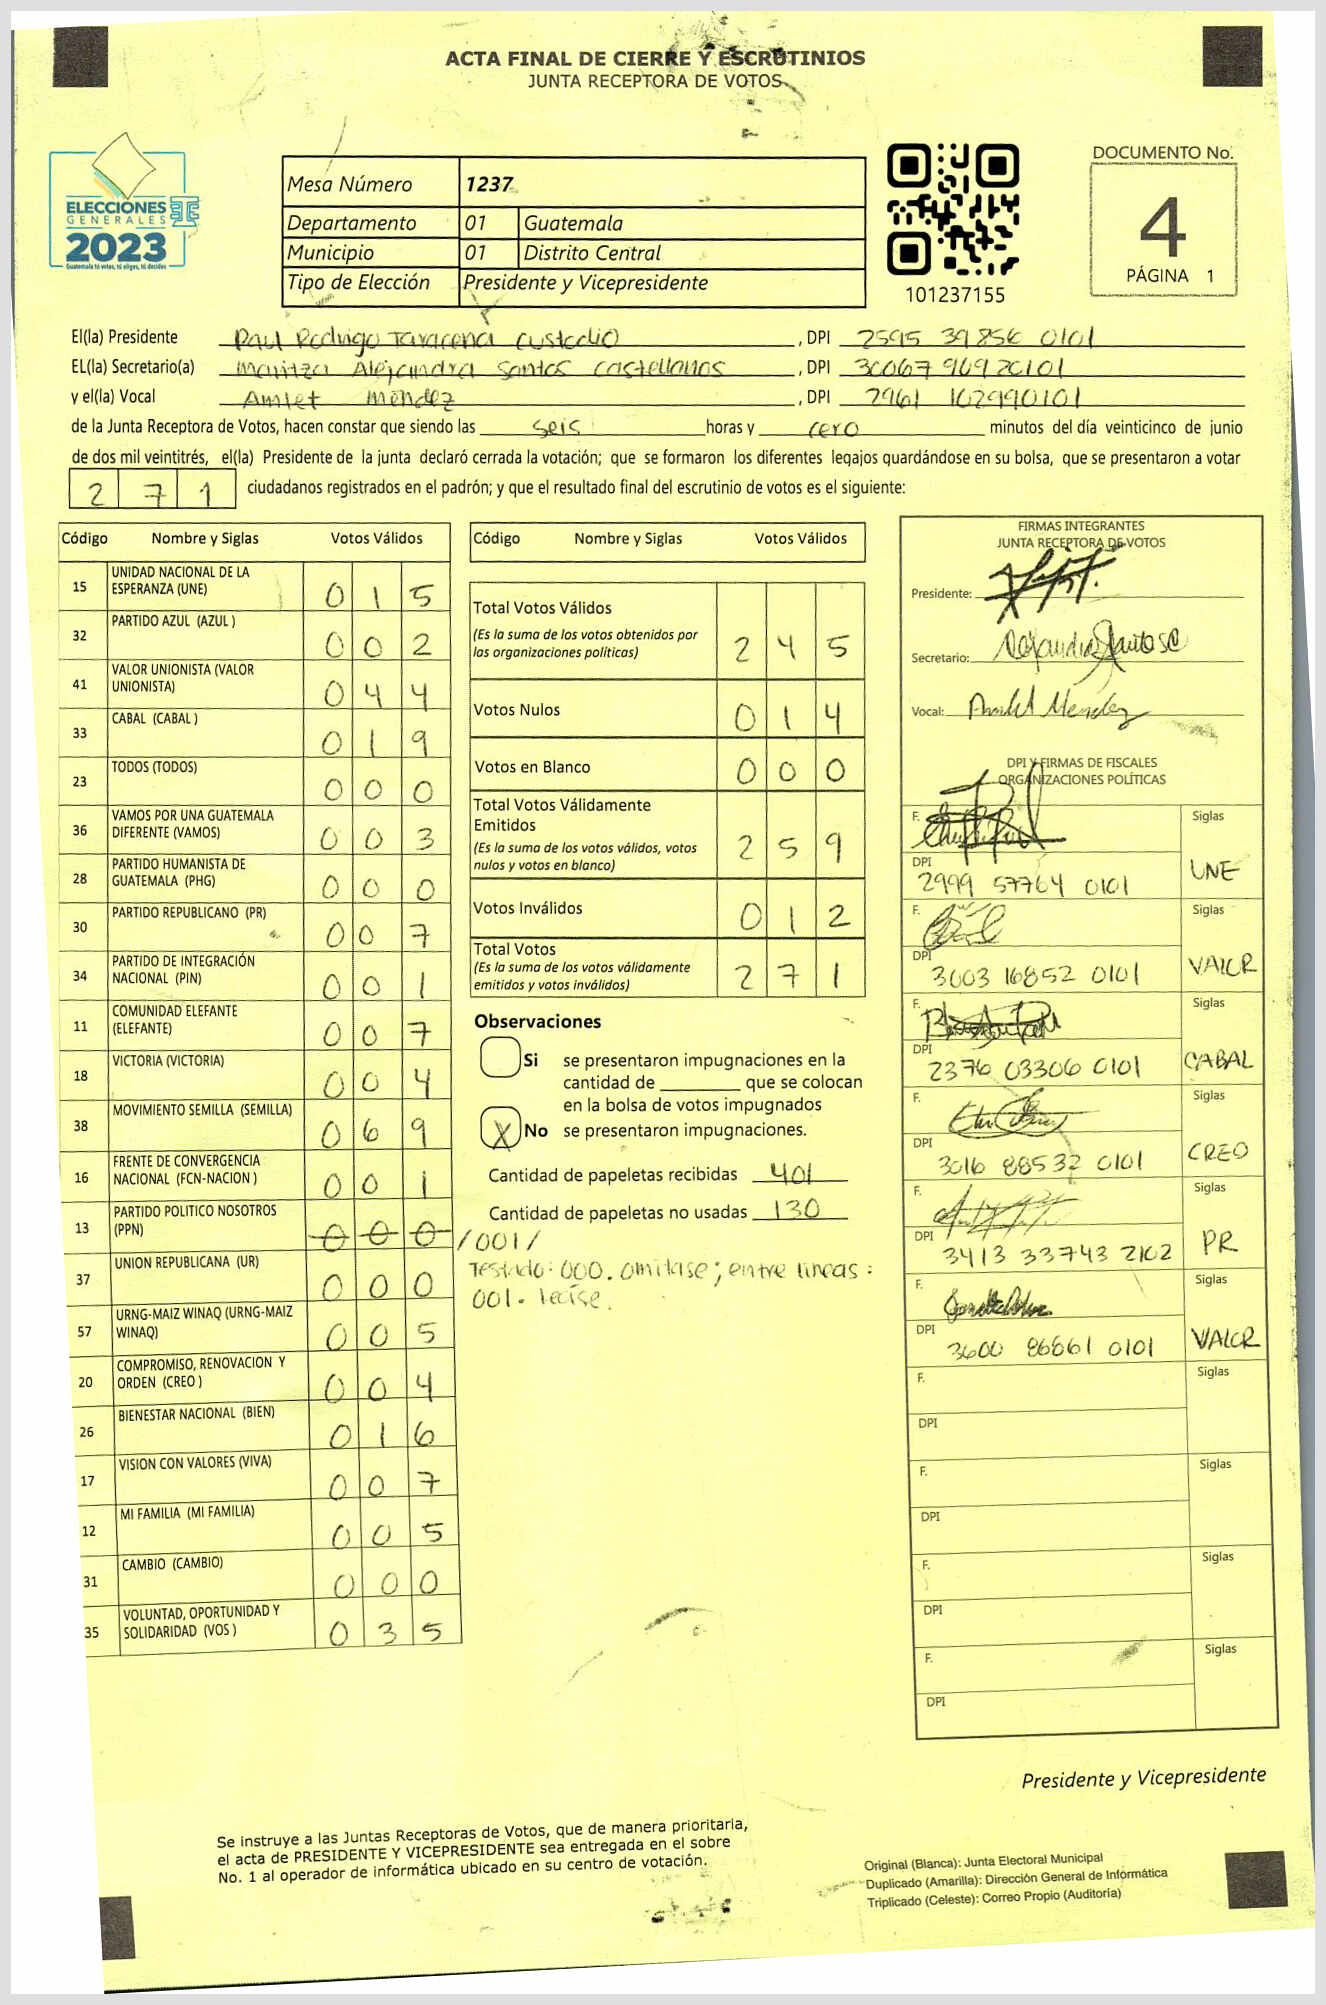 ACTA FINAL DE CIERRE Y ESCRUTINIOS
JUNTA RECEPTORA DE VOTOS
ELECCIONES
GENERALES
2023
Guatemala tú votas, tú eliges, tú decides
Mesa Número 1237
Departamento 01 Guatemala
Municipio 01 Distrito Central
Tipo de Elección Presidente y Vicepresidente
101237155
DOCUMENTO No.
4
PÁGINA 1
El(la) Presidente Paul Rodrigo Taracena Custodio, DPI 2595 39856 0101
EL(la) Secretario(a) Maritza Alejandra Santos Castellanos, DPI 30067 9692 0101
y el(la) Vocal Amlet Mendez, DPI 2961 10299 0101
de la Junta Receptora de Votos, hacen constar que siendo las seis horas y cero minutos del día veinticinco de junio
de dos mil veintitrés, el(la) Presidente de la junta declaró cerrada la votación; que se formaron los diferentes legajos guardándose en su bolsa, que se presentaron a votar
2 7 1 ciudadanos registrados en el padrón; y que el resultado final del escrutinio de votos es el siguiente:
Código Nombre y Siglas Votos Válidos
15 UNIDAD NACIONAL DE LA
ESPERANZA (UNE) 0 1 5
32 PARTIDO AZUL (AZUL ) 0 0 2
41 VALOR UNIONISTA (VALOR
UNIONISTA) 0 4 4
33 CABAL (CABAL ) 0 1 9
23 TODOS (TODOS) 0 0 0
36 VAMOS POR UNA GUATEMALA
DIFERENTE (VAMOS) 0 0 3
28 PARTIDO HUMANISTA DE
GUATEMALA (PHG) 0 0 0
30 PARTIDO REPUBLICANO (PR) 0 0 7
34 PARTIDO DE INTEGRACIÓN
NACIONAL (PIN) 0 0 1
11 COMUNIDAD ELEFANTE
(ELEFANTE) 0 0 7
18 VICTORIA (VICTORIA) 0 0 4
38 MOVIMIENTO SEMILLA (SEMILLA) 0 6 9
16 FRENTE DE CONVERGENCIA
NACIONAL (FCN-NACION ) 0 0 1
13 PARTIDO POLITICO NOSOTROS
(PPN) 0 0 0 /001/
37 UNION REPUBLICANA (UR) 0 0 0
57 URNG-MAIZ WINAQ (URNG-MAIZ
WINAQ) 0 0 5
20 COMPROMISO, RENOVACION Y
ORDEN (CREO ) 0 0 4
26 BIENESTAR NACIONAL (BIEN) 0 1 6
17 VISION CON VALORES (VIVA) 0 0 7
12 MI FAMILIA (MI FAMILIA) 0 0 5
31 CAMBIO (CAMBIO) 0 0 0
35 VOLUNTAD, OPORTUNIDAD Y
SOLIDARIDAD (VOS ) 0 3 5
Código Nombre y Siglas Votos Válidos
Total Votos Válidos
(Es la suma de los votos obtenidos por
las organizaciones políticas) 2 4 5
Votos Nulos 0 1 4
Votos en Blanco 0 0 0
Total Votos Válidamente
Emitidos
(Es la suma de los votos válidos, votos
nulos y votos en blanco) 2 5 9
Votos Inválidos 0 1 2
Total Votos
(Es la suma de los votos válidamente
emitidos y votos inválidos) 2 7 1
Observaciones
Si se presentaron impugnaciones en la
cantidad de ________ que se colocan
en la bolsa de votos impugnados
X No se presentaron impugnaciones.
Cantidad de papeletas recibidas 401
Cantidad de papeletas no usadas 130
Testado: 000. omitase; entre lineas:
001. lease.
FIRMAS INTEGRANTES
JUNTA RECEPTORA DE VOTOS
Presidente:
Secretario:
Vocal: Amlet Mendez
DPI Y FIRMAS DE FISCALES
ORGANIZACIONES POLÍTICAS
F. Siglas
DPI 2999 57764 0101 UNE
F. Siglas
DPI 3003 16852 0101 VALOR
F. Siglas
DPI 2376 03306 0101 CABAL
F. Siglas
DPI 3016 88532 0101 CREO
F. Siglas
DPI 3413 33743 2102 PR
F. Siglas
DPI 3600 86861 0101 VALOR
F. Siglas
DPI
F. Siglas
DPI
F. Siglas
DPI
F. Siglas
DPI
Presidente y Vicepresidente
Se instruye a las Juntas Receptoras de Votos, que de manera prioritaria,
el acta de PRESIDENTE Y VICEPRESIDENTE sea entregada en el sobre
No. 1 al operador de informática ubicado en su centro de votación.
Original (Blanca): Junta Electoral Municipal
Duplicado (Amarilla): Dirección General de Informática
Triplicado (Celeste): Correo Propio (Auditoría)